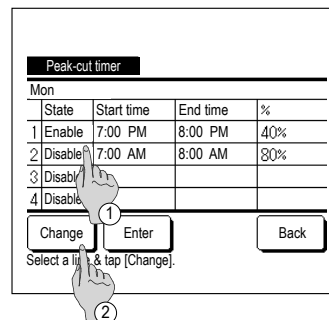 Peak-cut timer
Mon
State Start time End time %
1 Enable 7:00 PM 8:00 PM 40%
2 Disable 7:00 AM 8:00 AM 80%
3 Disable
4 Disable
1
Change Enter Back
Select a line & tap [Change].
2